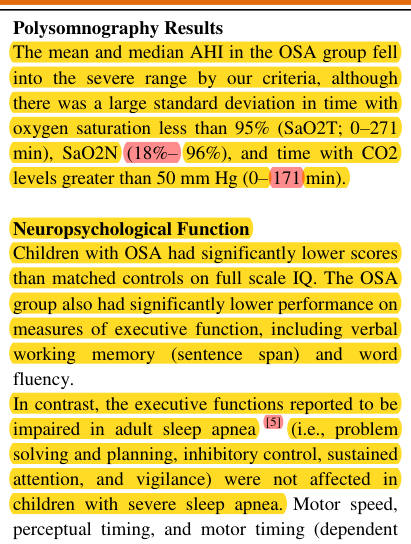 Polysomnography Results
The mean and median AHI in the OSA group fell
into the severe range by our criteria, although
there was a large standard deviation in time with
oxygen saturation less than 95% (SaO2T; 0–271
min), SaO2N (18%– 96%), and time with CO2
levels greater than 50 mm Hg (0–171 min).
Neuropsychological Function
Children with OSA had significantly lower scores
than matched controls on full scale IQ. The OSA
group also had significantly lower performance on
measures of executive function, including verbal
working memory (sentence span) and word
fluency.
In contrast, the executive functions reported to be
impaired in adult sleep apnea [5] (i.e., problem
solving and planning, inhibitory control, sustained
attention, and vigilance) were not affected in
children with severe sleep apnea. Motor speed,
perceptual timing, and motor timing (dependent